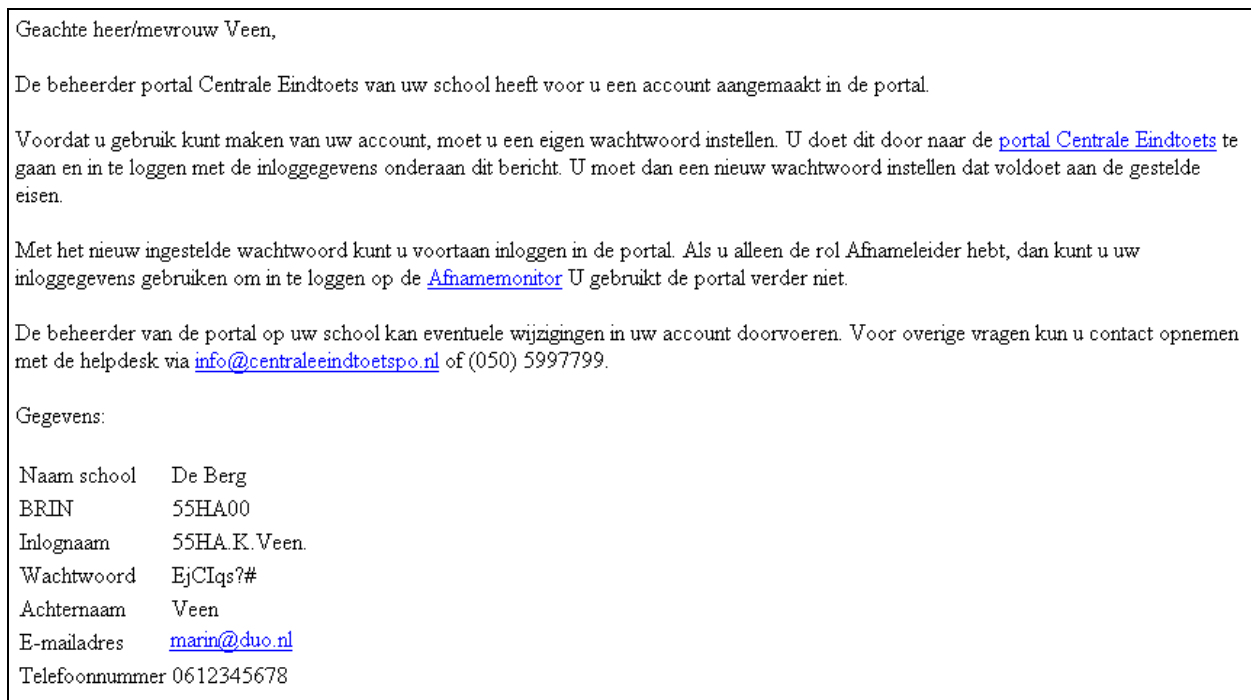 Geachte heer/mevrouw Veen,
De beheerder portal Centrale Eindtoets van uw school heeft voor u een account aangemaakt in de portal.
Voordat u gebruik kunt maken van uw account, moet u een eigen wachtwoord instellen. U doet dit door naar de portal Centrale Eindtoets te
gaan en in te loggen met de inloggegevens onderaan dit bericht. U moet dan een nieuw wachtwoord instellen dat voldoet aan de gestelde
eisen.
Met het nieuw ingestelde wachtwoord kunt u voortaan inloggen in de portal. Als u alleen de rol Afnameleider hebt, dan kunt u uw
inloggegevens gebruiken om in te loggen op de Afnamemonitor U gebruikt de portal verder niet.
De beheerder van de portal op uw school kan eventuele wijzigingen in uw account doorvoeren. Voor overige vragen kun u contact opnemen
met de helpdesk via info@centraleeindtoetspo.nl of (050) 5997799.
Gegevens:
Naam school De Berg
BRIN 55HA00
Inlognaam 55HA.K.Veen.
Wachtwoord EjCIqs?#
Achternaam Veen
E-mailadres marin@duo.nl
Telefoonnummer 0612345678